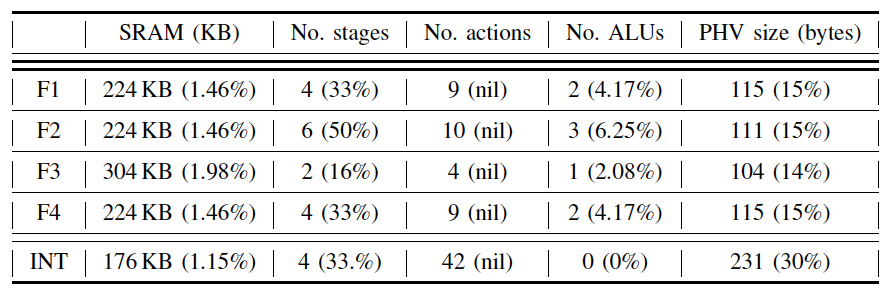 SRAM (KB) No. stages No. actions No. ALUs PHV size (bytes)
F1 224 KB (1.46%) 4 (33%) 9 (nil) 2 (4.17%) 115 (15%)
F2 224 KB (1.46%) 6 (50%) 10 (nil) 3 (6.25%) 111 (15%)
F3 304 KB (1.98%) 2 (16%) 4 (nil) 1 (2.08%) 104 (14%)
F4 224 KB (1.46%) 4 (33%) 9 (nil) 2 (4.17%) 115 (15%)
INT 176 KB (1.15%) 4 (33.%) 42 (nil) 0 (0%) 231 (30%)